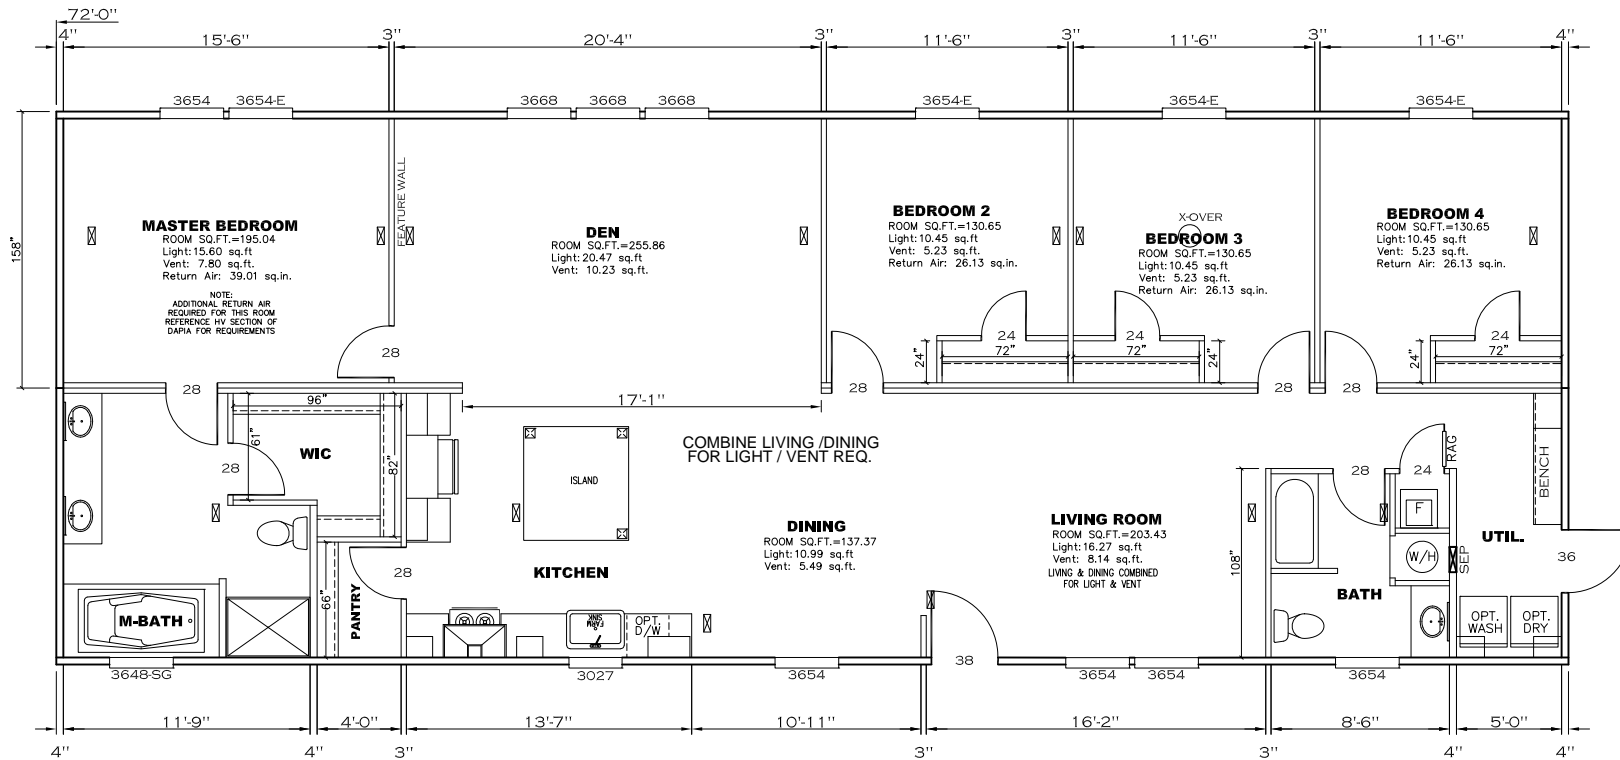 72'-0"
4" 15'-6" 3" 20'-4" 3" 11'-6" 3" 11'-6" 3" 11'-6" 4"
3654 3654-E 3668 3668 3668 3654-E 3654-E 3654-E
158"
FEATURE WALL
MASTER BEDROOM
ROOM SQ.FT.=195.04
Light:15.60 sq.ft
Vent: 7.80 sq.ft.
Return Air: 39.01 sq.in.
NOTE:
ADDITIONAL RETURN AIR
REQUIRED FOR THIS ROOM
REFERENCE HV SECTION OF
DAPIA FOR REQUIREMENTS
DEN
ROOM SQ.FT.=255.86
Light:20.47 sq.ft
Vent: 10.23 sq.ft.
BEDROOM 2
ROOM SQ.FT.=130.65
Light:10.45 sq.ft
Vent: 5.23 sq.ft.
Return Air: 26.13 sq.in.
X-OVER
BEDROOM 3
ROOM SQ.FT.=130.65
Light:10.45 sq.ft
Vent: 5.23 sq.ft.
Return Air: 26.13 sq.in.
BEDROOM 4
ROOM SQ.FT.=130.65
Light:10.45 sq.ft
Vent: 5.23 sq.ft.
Return Air: 26.13 sq.in.
28
24 24 24
24" 72" 72" 24" 24" 72"
28 28 28 28
96"
17'-1"
61"
WIC
82"
28
COMBINE LIVING /DINING
FOR LIGHT / VENT REQ.
ISLAND
28 24
RAG
BENCH
F
W/H
SEP
UTIL.
36
DINING
ROOM SQ.FT.=137.37
Light:10.99 sq.ft
Vent: 5.49 sq.ft.
LIVING ROOM
ROOM SQ.FT.=203.43
Light:16.27 sq.ft
Vent: 8.14 sq.ft.
LIVING & DINING COMBINED
FOR LIGHT & VENT
108"
KITCHEN
28
66"
PANTRY
M-BATH
BATH
FARM
SINK
OPT.
D/W
OPT.
WASH
OPT.
DRY
38
3648-SG 3027 3654 3654 3654 3654
11'-9" 4'-0" 13'-7" 10'-11" 16'-2" 8'-6" 5'-0"
4" 4" 3" 3" 3" 4" 4"